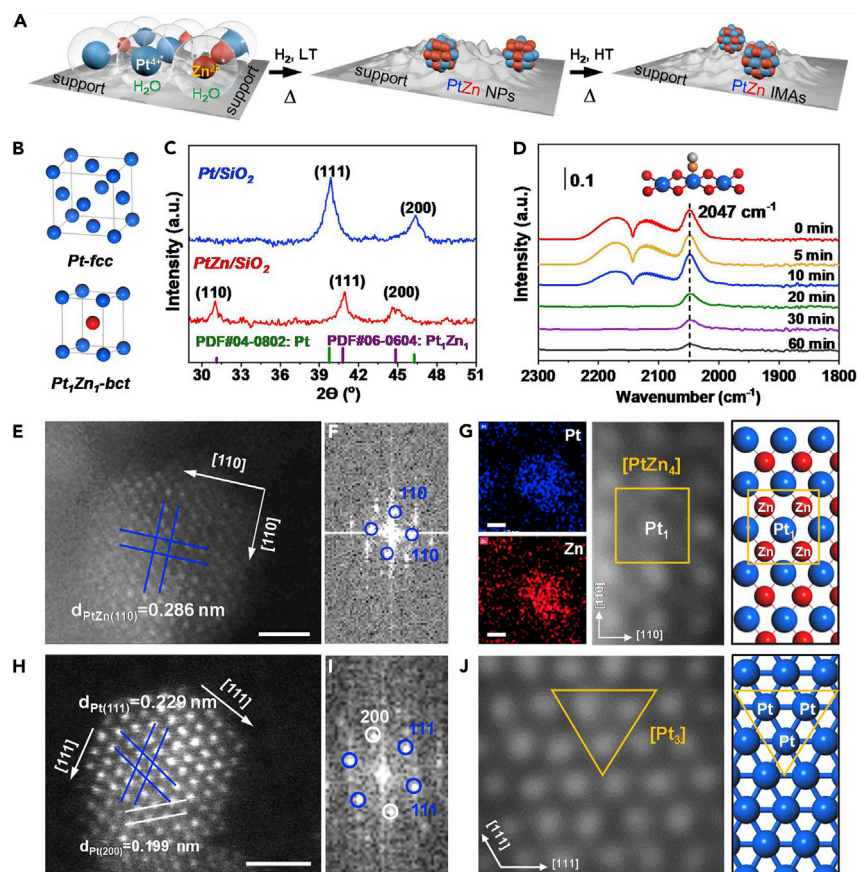 A
H₂, LT
H₂, HT
Pt⁴⁺
Zn²⁺
H₂O
H₂O
support
support
Δ
support
PtZn NPs
Δ
support
PtZn IMAs
B
Pt-fcc
Pt₁Zn₁-bct
C
Intensity (a.u.)
Pt/SiO₂
(111)
(200)
PtZn/SiO₂
(110)
(111)
(200)
PDF#04-0802: Pt
PDF#06-0604: Pt₁Zn₁
30 33 36 39 42 45 48 51
2Θ (°)
D
Intensity (a.u.)
0.1
2047 cm⁻¹
0 min
5 min
10 min
20 min
30 min
60 min
2300 2200 2100 2000 1900 1800
Wavenumber (cm⁻¹)
E
[110]
[110]
d_PtZn(110)=0.286 nm
F
110
110
G
Pt
Zn
[PtZn₄]
Pt₁
[110]
[110]
Zn Zn
Pt₁
Zn Zn
H
d_Pt(111)=0.229 nm
[111]
[111]
d_Pt(200)=0.199 nm
I
200
111
111
J
[Pt₃]
[111]
[111]
Pt Pt
Pt